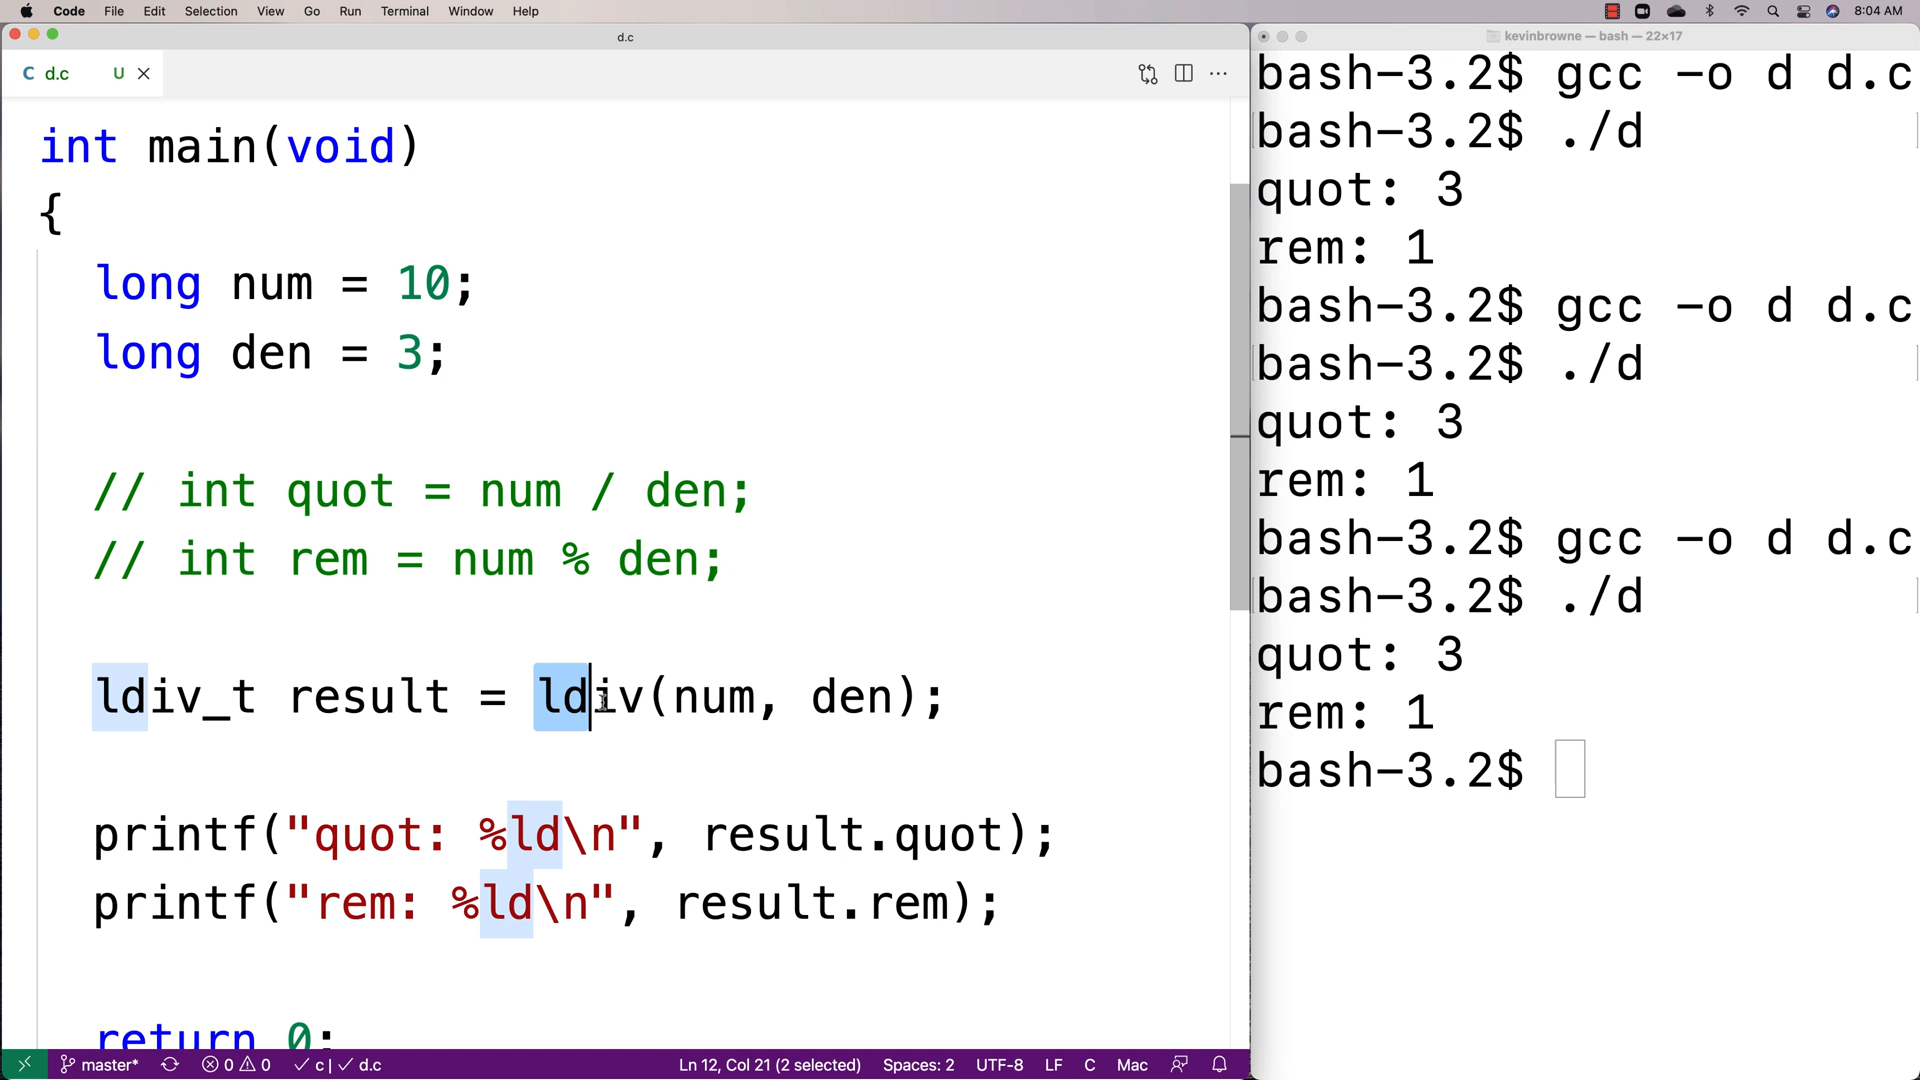 Code File Edit Selection View Go Run Terminal Window Help 8:04 AM
d.c
C d.c U
int main(void)
{
long num = 10;
long den = 3;
// int quot = num / den;
// int rem = num % den;
ldiv_t result = ldiv(num, den);
printf("quot: %ld\n", result.quot);
printf("rem: %ld\n", result.rem);
return 0;
master* 0 0 c | d.c Ln 12, Col 21 (2 selected) Spaces: 2 UTF-8 LF C Mac
kevinbrowne — bash — 22×17
bash-3.2$ gcc -o d d.c
bash-3.2$ ./d
quot: 3
rem: 1
bash-3.2$ gcc -o d d.c
bash-3.2$ ./d
quot: 3
rem: 1
bash-3.2$ gcc -o d d.c
bash-3.2$ ./d
quot: 3
rem: 1
bash-3.2$